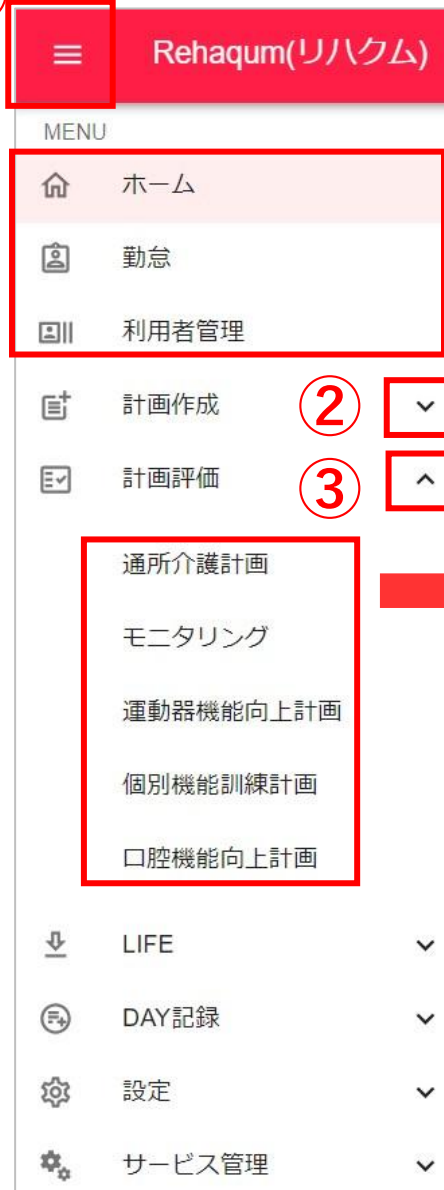 Rehaqum(リハクム)
MENU
ホーム
勤怠
利用者管理
計画作成 ②
計画評価 ③
通所介護計画
モニタリング
運動器機能向上計画
個別機能訓練計画
口腔機能向上計画
LIFE
DAY記録
設定
サービス管理